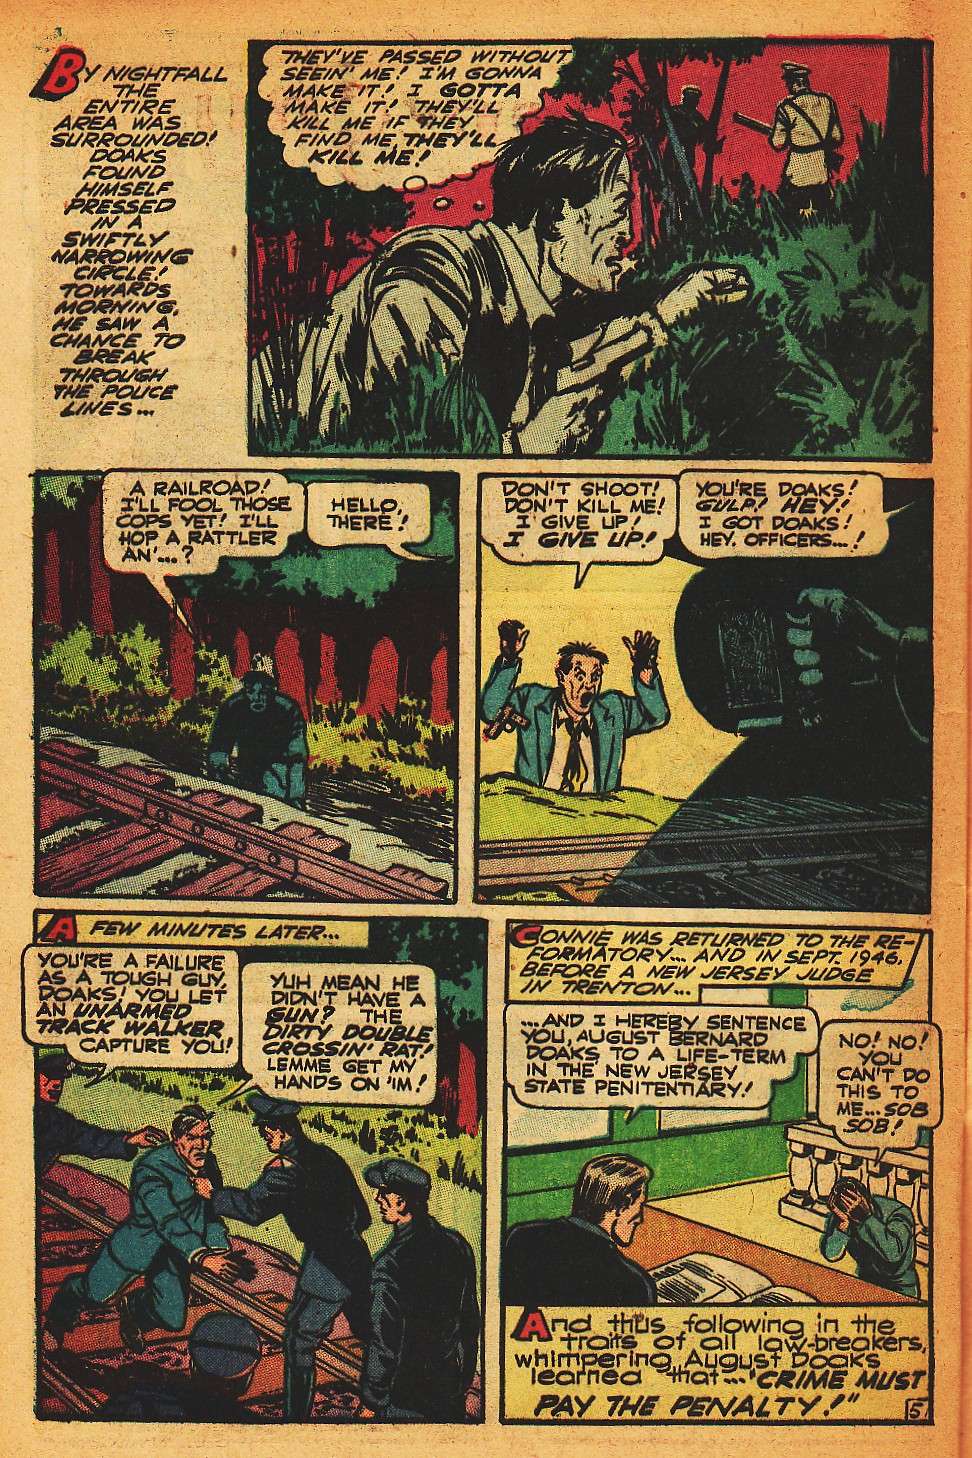 BY NIGHTFALL
THE
ENTIRE
AREA WAS
SURROUNDED!
DOAKS
FOUND
HIMSELF
PRESSED
IN A
SWIFTLY
NARROWING
CIRCLE!
TOWARDS
MORNING,
HE SAW A
CHANCE TO
BREAK
THROUGH
THE POLICE
LINES...
THEY'VE PASSED WITHOUT
SEEIN' ME! I'M GONNA
MAKE IT! I GOTTA
MAKE IT! THEY'LL
KILL ME IF THEY
FIND ME, THEY'LL
KILL ME!
A RAILROAD!
I'LL FOOL THOSE
COPS YET! I'LL
HOP A RATTLER
AN'...?
HELLO,
THERE!
DON'T SHOOT!
DON'T KILL ME!
I GIVE UP!
I GIVE UP!
YOU'RE DOAKS!
GULP! HEY!
I GOT DOAKS!
HEY, OFFICERS...!
A FEW MINUTES LATER...
YOU'RE A FAILURE
AS A TOUGH GUY,
DOAKS, YOU LET
AN UNARMED
TRACK WALKER
CAPTURE YOU!
YUH MEAN HE
DIDN'T HAVE A
GUN? THE
DIRTY DOUBLE
CROSSIN' RAT!
LEMME GET MY
HANDS ON 'IM!
CONNIE WAS RETURNED TO THE RE-
FORMATORY... AND IN SEPT. 1946,
BEFORE A NEW JERSEY JUDGE
IN TRENTON...
...AND I HEREBY SENTENCE
YOU, AUGUST BERNARD
DOAKS TO A LIFE-TERM
IN THE NEW JERSEY
STATE PENITENTIARY!
NO! NO!
YOU
CAN'T DO
THIS TO
ME... SOB
SOB!
And thus following in the
traits of all law-breakers,
whimpering August Doaks
learned that... "CRIME MUST
PAY THE PENALTY!"
5